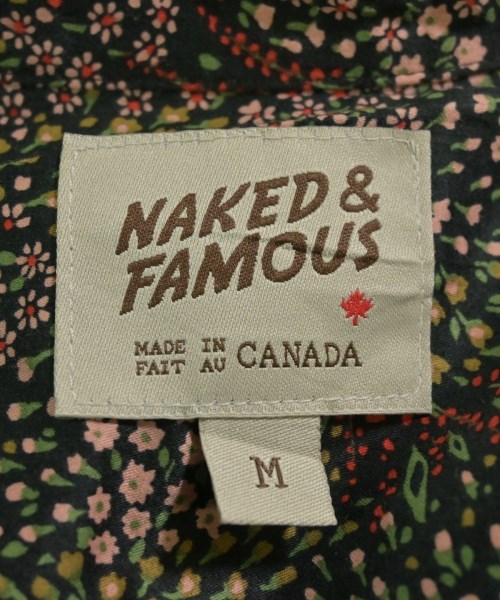 NAKED &
FAMOUS
MADE IN
FAIT AU CANADA
M